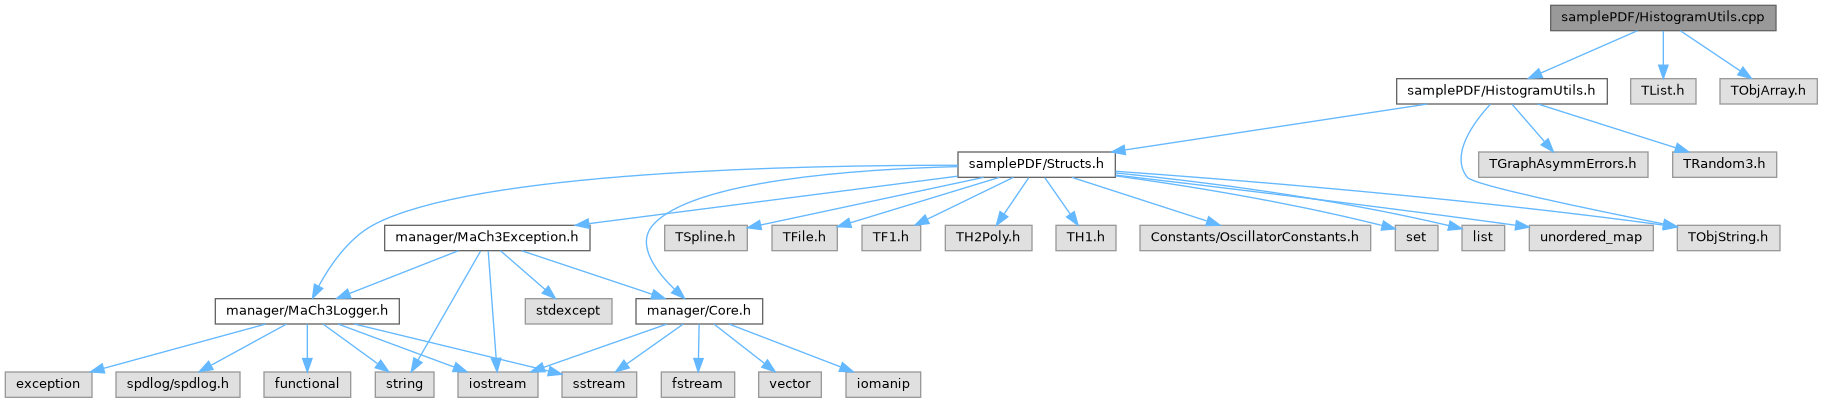 samplePDF/HistogramUtils.cpp
samplePDF/HistogramUtils.h
TList.h
TObjArray.h
samplePDF/Structs.h
TGraphAsymmErrors.h
TRandom3.h
manager/MaCh3Exception.h
TSpline.h
TFile.h
TF1.h
TH2Poly.h
TH1.h
Constants/OscillatorConstants.h
set
list
unordered_map
TObjString.h
manager/MaCh3Logger.h
stdexcept
manager/Core.h
exception
spdlog/spdlog.h
functional
string
iostream
sstream
fstream
vector
iomanip